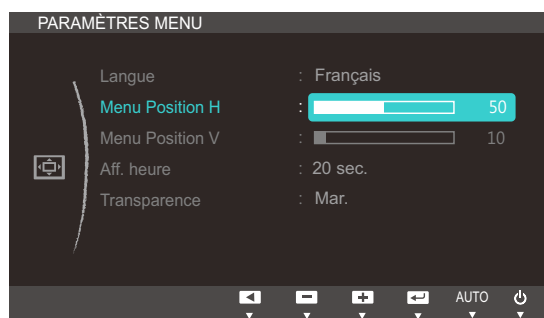 PARAMÈTRES MENU
Langue : Français
Menu Position H : 50
Menu Position V : 10
Aff. heure : 20 sec.
Transparence : Mar.
AUTO